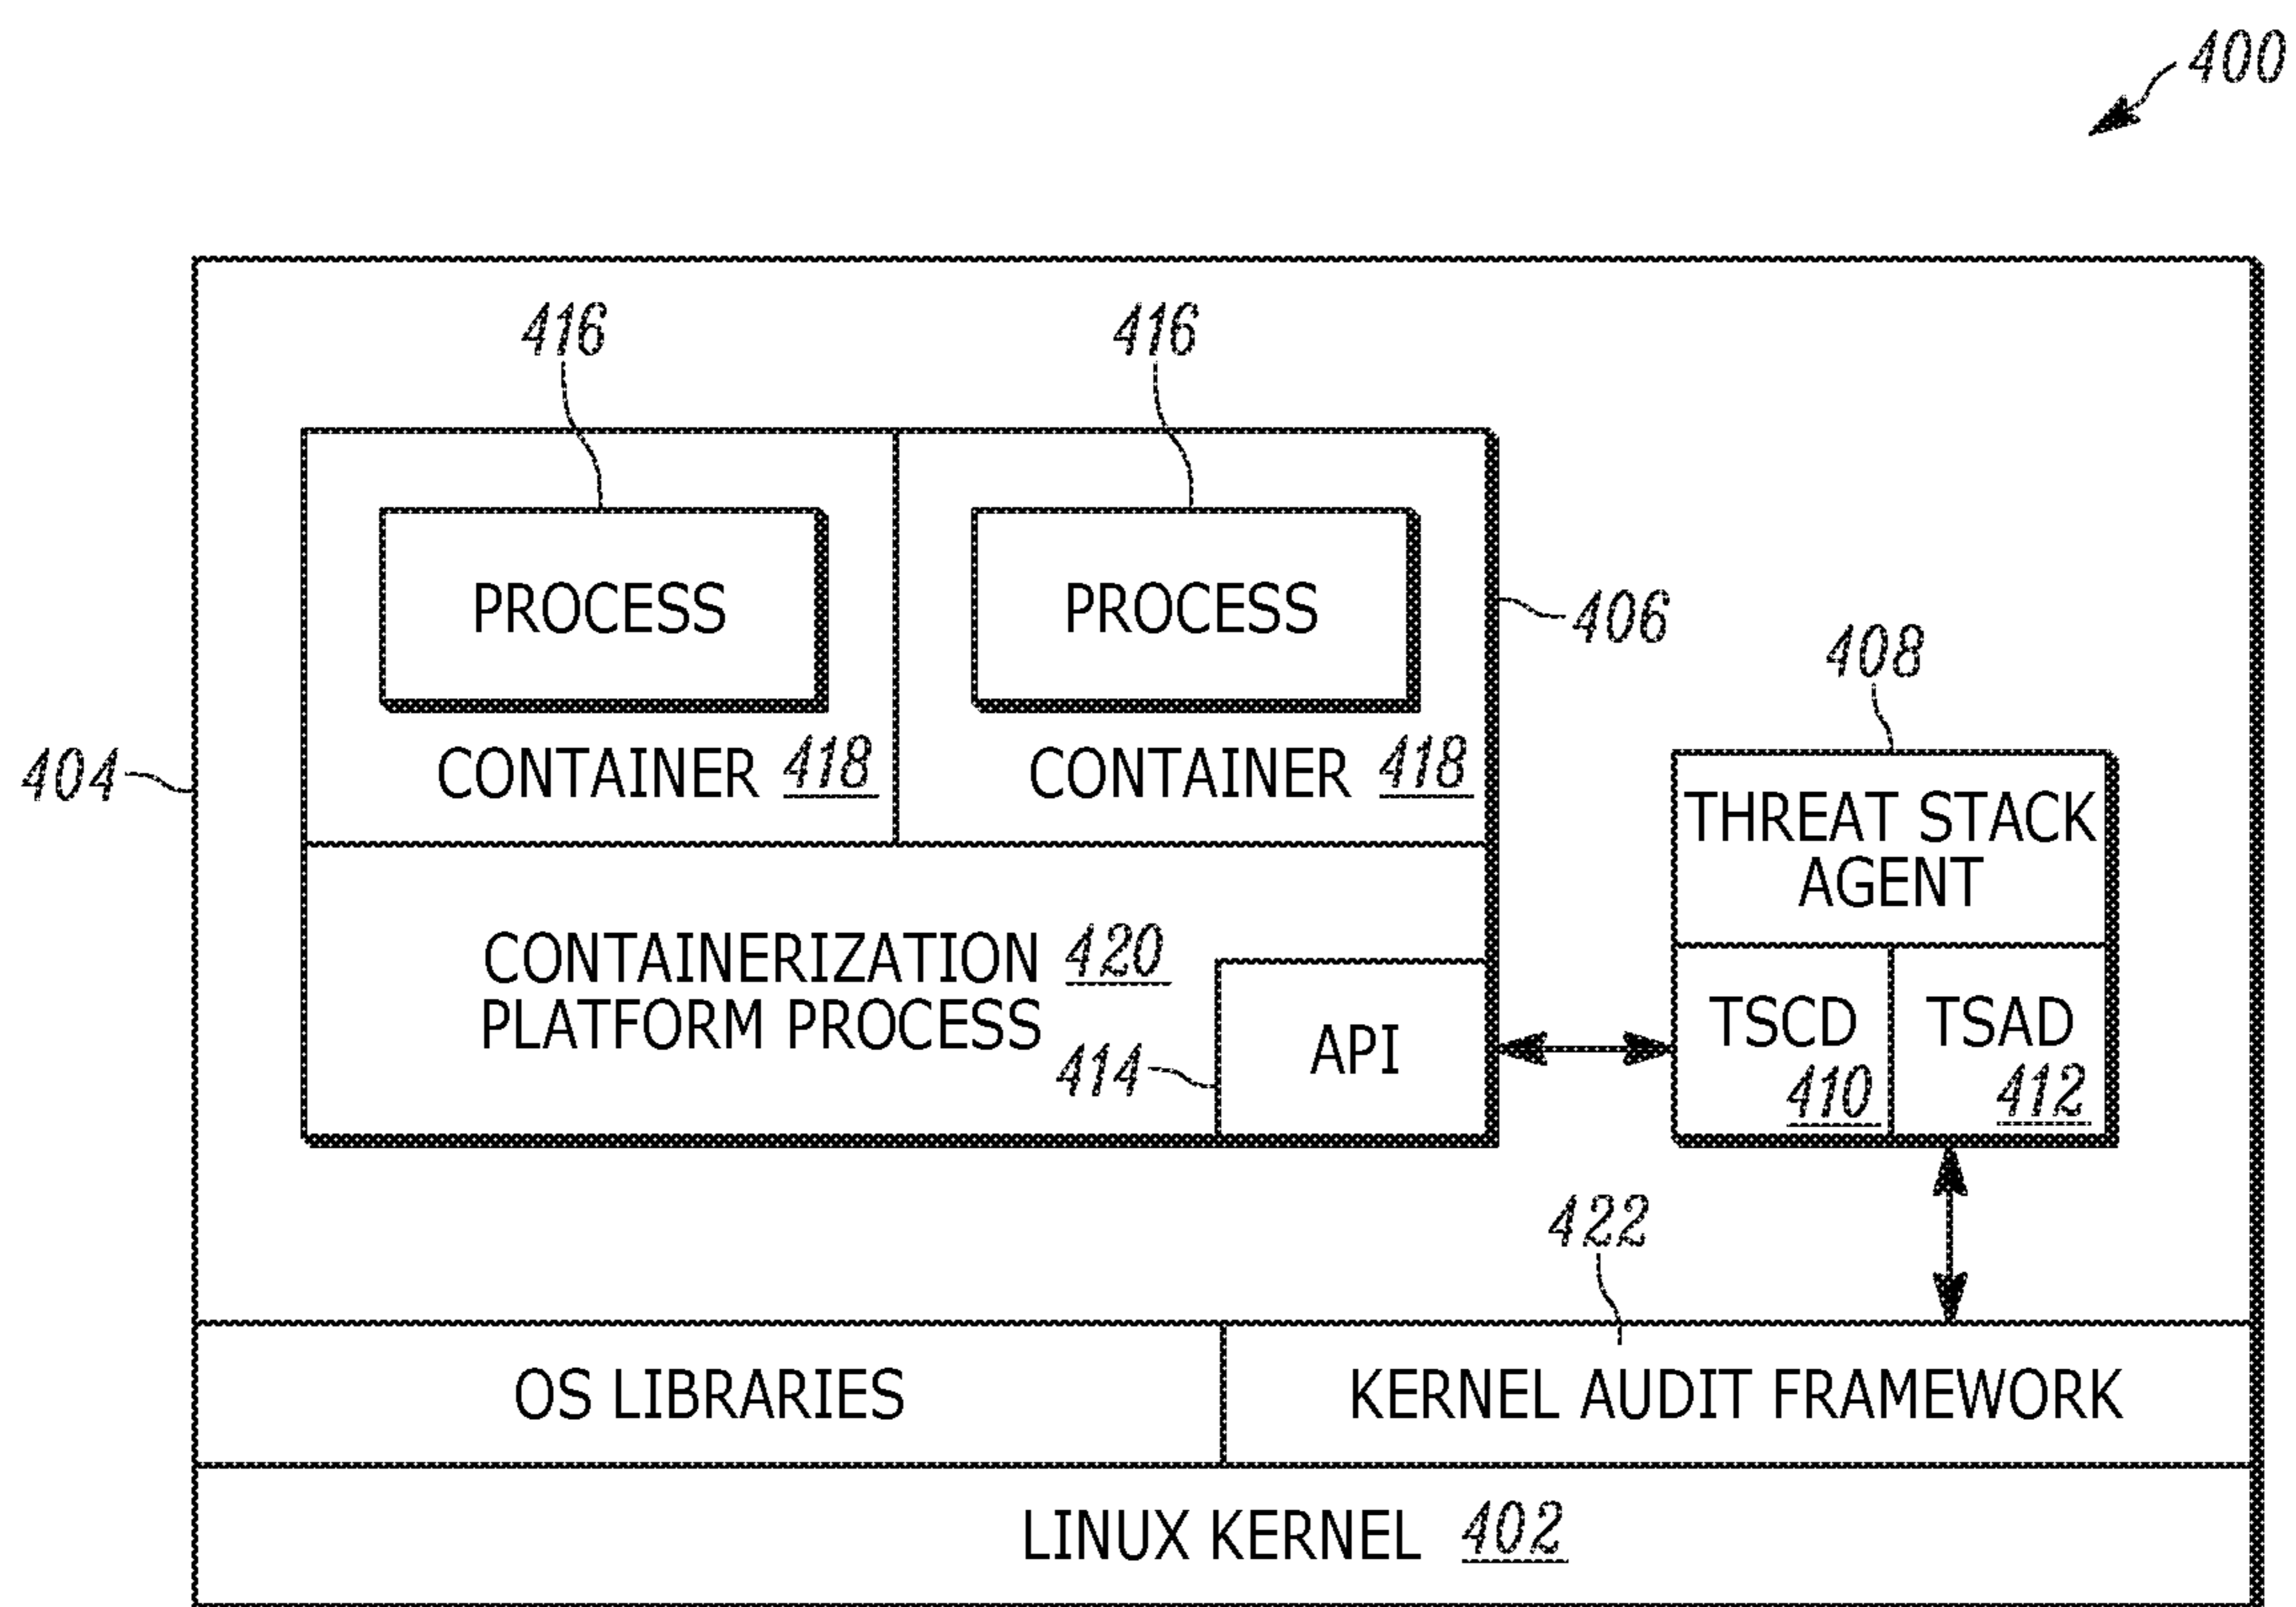 400
416
416
PROCESS
PROCESS
406
408
CONTAINER 418
CONTAINER 418
404
THREAT STACK
AGENT
CONTAINERIZATION 420
PLATFORM PROCESS
414
API
TSCD
410
TSAD
412
422
OS LIBRARIES
KERNEL AUDIT FRAMEWORK
LINUX KERNEL 402